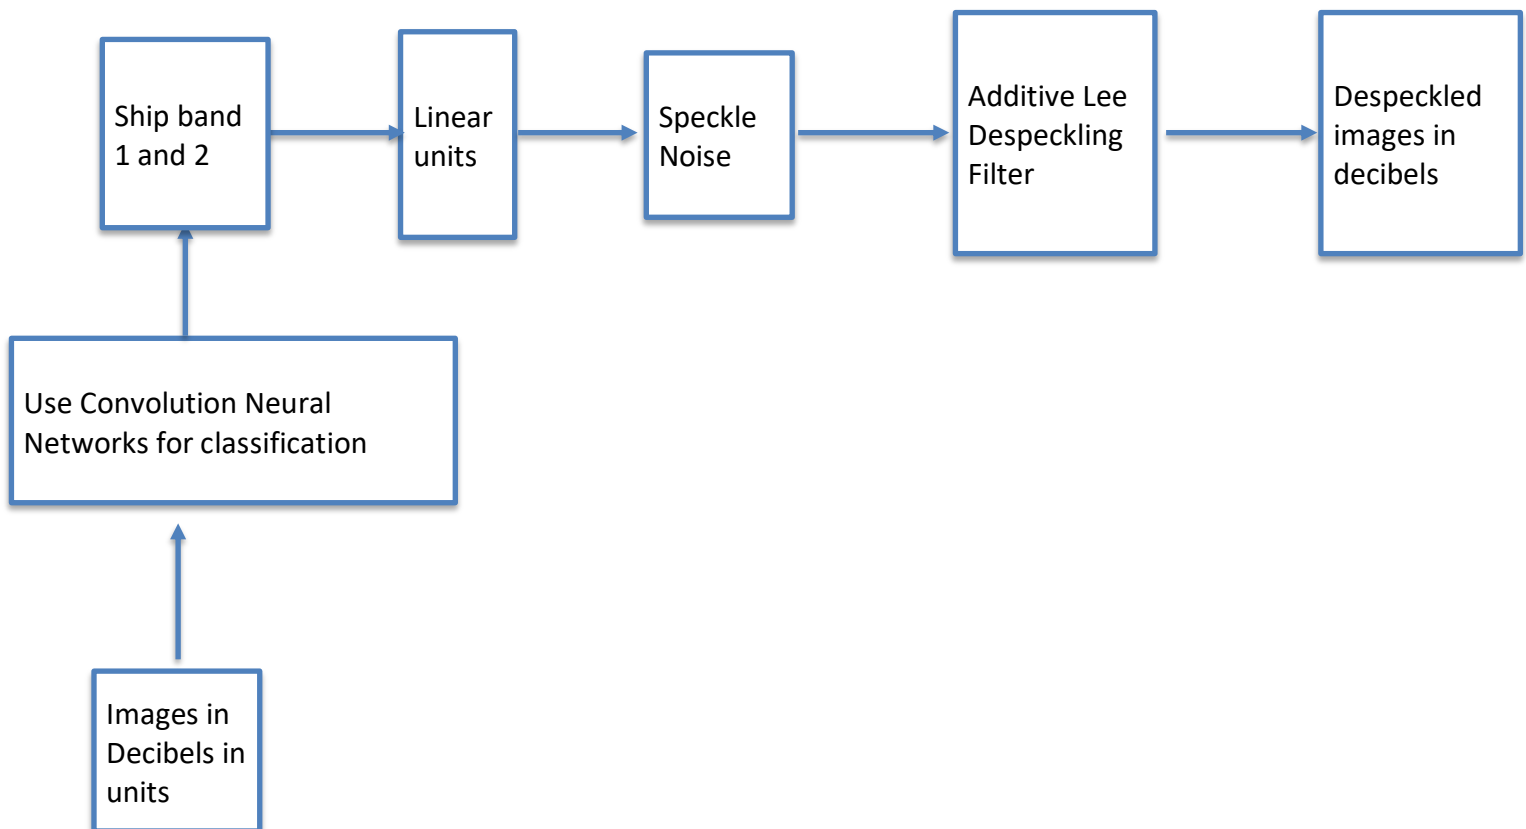 Ship band
1 and 2
Linear
units
Speckle
Noise
Additive Lee
Despeckling
Filter
Despeckled
images in
decibels
Use Convolution Neural
Networks for classification
Images in
Decibels in
units